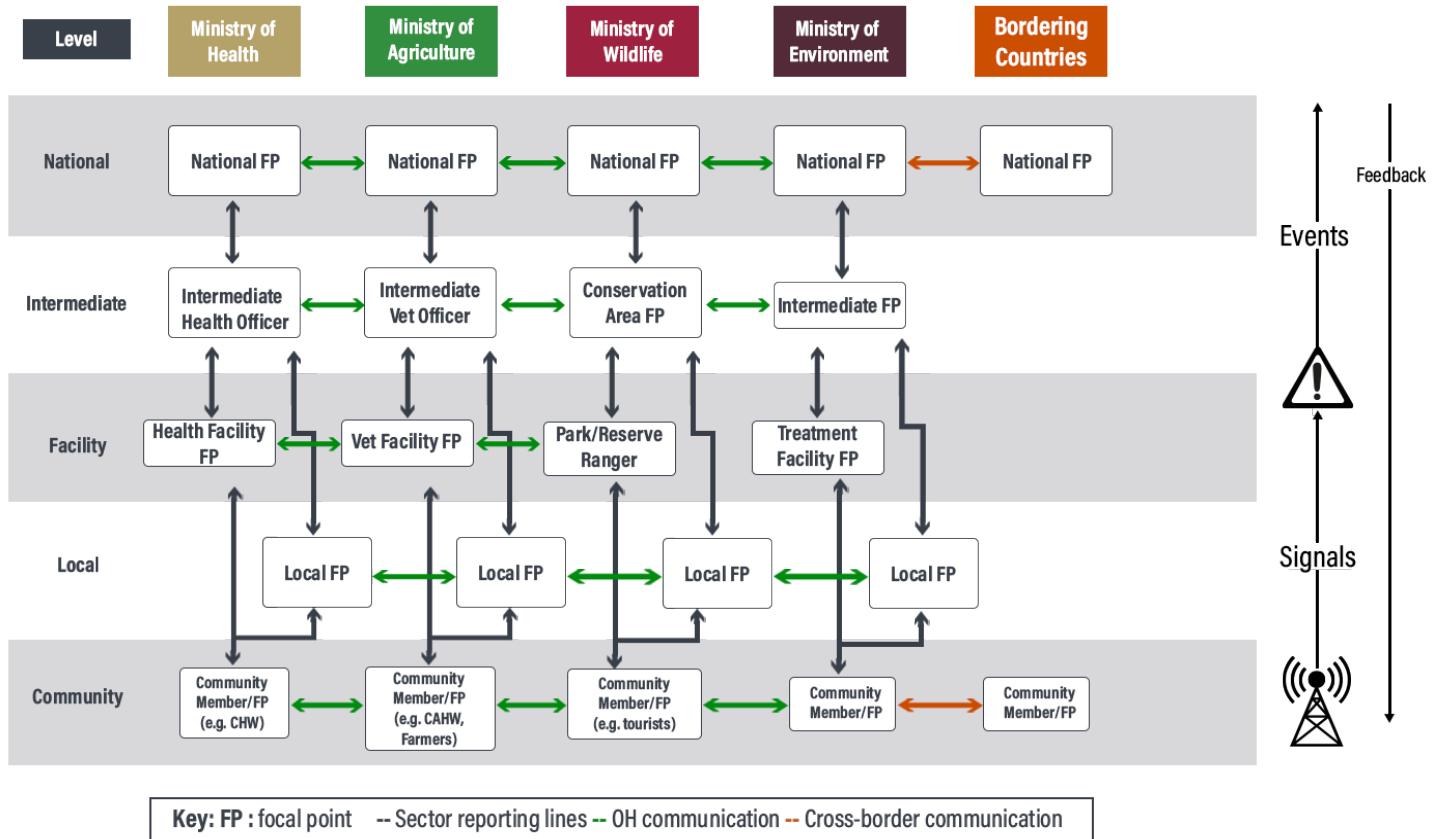 Level
Ministry of
Health
Ministry of
Agriculture
Ministry of
Wildlife
Ministry of
Environment
Bordering
Countries
National
National FP
National FP
National FP
National FP
National FP
Intermediate
Intermediate
Health Officer
Intermediate
Vet Officer
Conservation
Area FP
Intermediate FP
Facility
Health Facility
FP
Vet Facility FP
Park/Reserve
Ranger
Treatment
Facility FP
Local
Local FP
Local FP
Local FP
Local FP
Community
Community
Member/FP
(e.g. CHW)
Community
Member/FP
(e.g. CAHW,
Farmers)
Community
Member/FP
(e.g. tourists)
Community
Member/FP
Community
Member/FP
Feedback
Events
Signals
Key: FP : focal point -- Sector reporting lines -- OH communication -- Cross-border communication